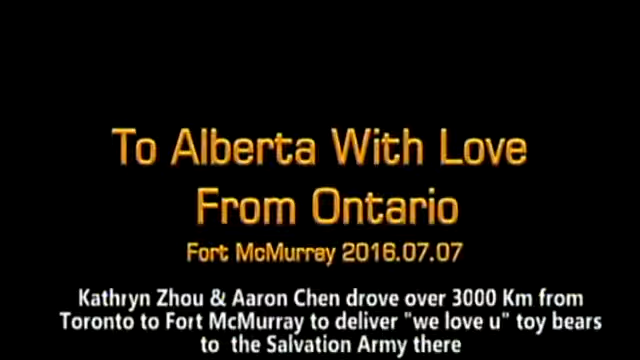 To Alberta With Love
From Ontario
Fort McMurray 2016.07.07
Kathryn Zhou & Aaron Chen drove over 3000 Km from
Toronto to Fort McMurray to deliver "we love u" toy bears
to the Salvation Army there